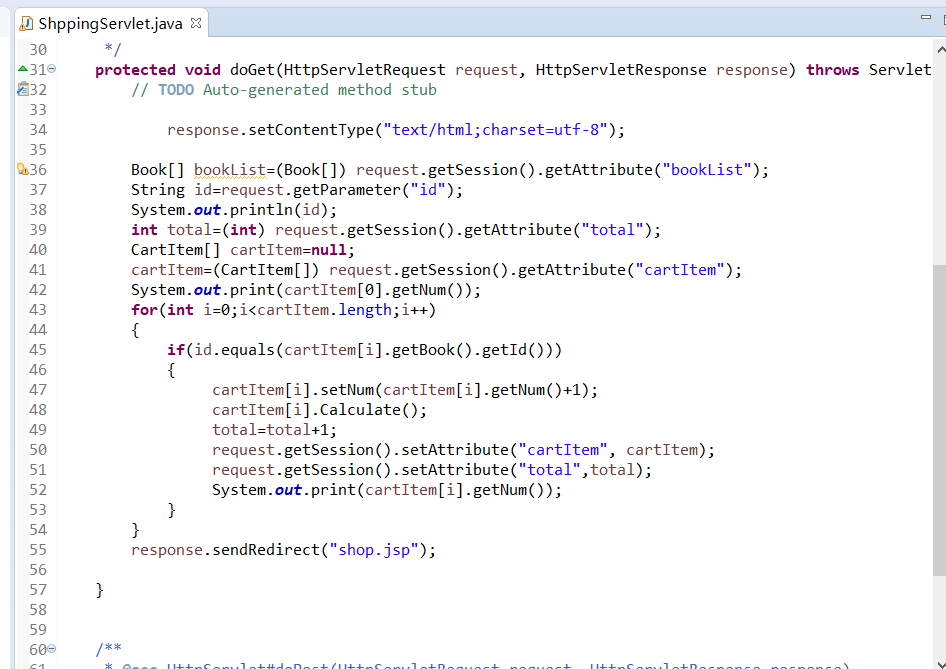 ShppingServlet.java
30 */
31 protected void doGet(HttpServletRequest request, HttpServletResponse response) throws Servlet
32 // TODO Auto-generated method stub
33
34 response.setContentType("text/html;charset=utf-8");
35
36 Book[] bookList=(Book[]) request.getSession().getAttribute("bookList");
37 String id=request.getParameter("id");
38 System.out.println(id);
39 int total=(int) request.getSession().getAttribute("total");
40 CartItem[] cartItem=null;
41 cartItem=(CartItem[]) request.getSession().getAttribute("cartItem");
42 System.out.print(cartItem[0].getNum());
43 for(int i=0;i<cartItem.length;i++)
44 {
45 if(id.equals(cartItem[i].getBook().getId()))
46 {
47 cartItem[i].setNum(cartItem[i].getNum()+1);
48 cartItem[i].Calculate();
49 total=total+1;
50 request.getSession().setAttribute("cartItem", cartItem);
51 request.getSession().setAttribute("total",total);
52 System.out.print(cartItem[i].getNum());
53 }
54 }
55 response.sendRedirect("shop.jsp");
56
57 }
58
59
60 /**
61 * @see HttpServlet#doPost(HttpServletRequest request, HttpServletResponse response)